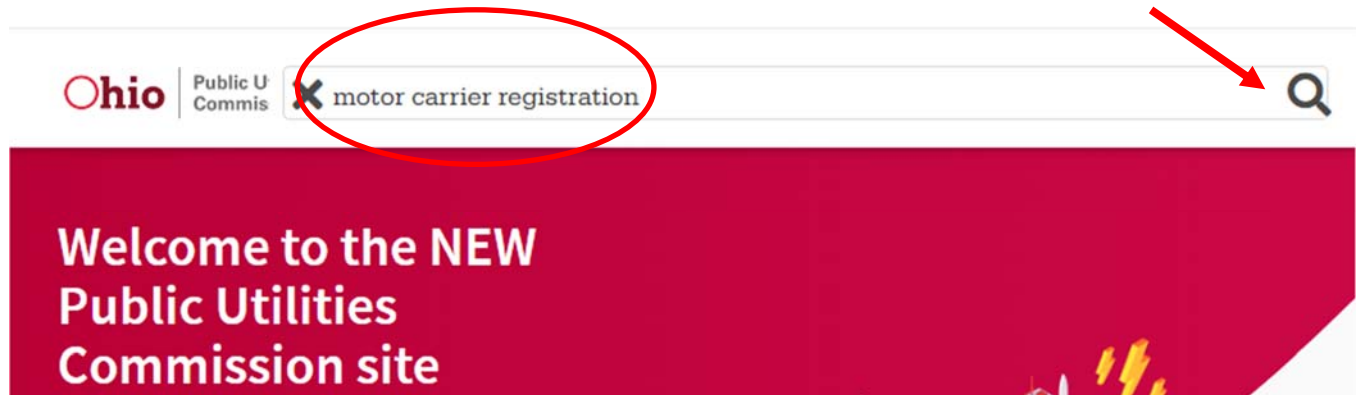 Ohio
Public U
Commis
motor carrier registration
Welcome to the NEW
Public Utilities
Commission site